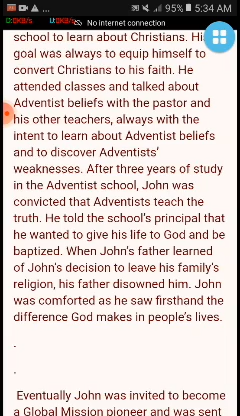 0:0KB/s
0:0KB/s
95% 5:34 AM
No internet connection
school to learn about Christians. His
goal was always to equip himself to
convert Christians to his faith. He
attended classes and talked about
Adventist beliefs with the pastor and
his other teachers, always with the
intent to learn about Adventist beliefs
and to discover Adventists'
weaknesses. After three years of study
in the Adventist school, John was
convicted that Adventists teach the
truth. He told the school's principal that
he wanted to give his life to God and be
baptized. When John's father learned
of John's decision to leave his family's
religion, his father disowned him. John
was comforted as he saw firsthand the
difference God makes in people's lives.
.
.
Eventually John was invited to become
a Global Mission pioneer and was sent